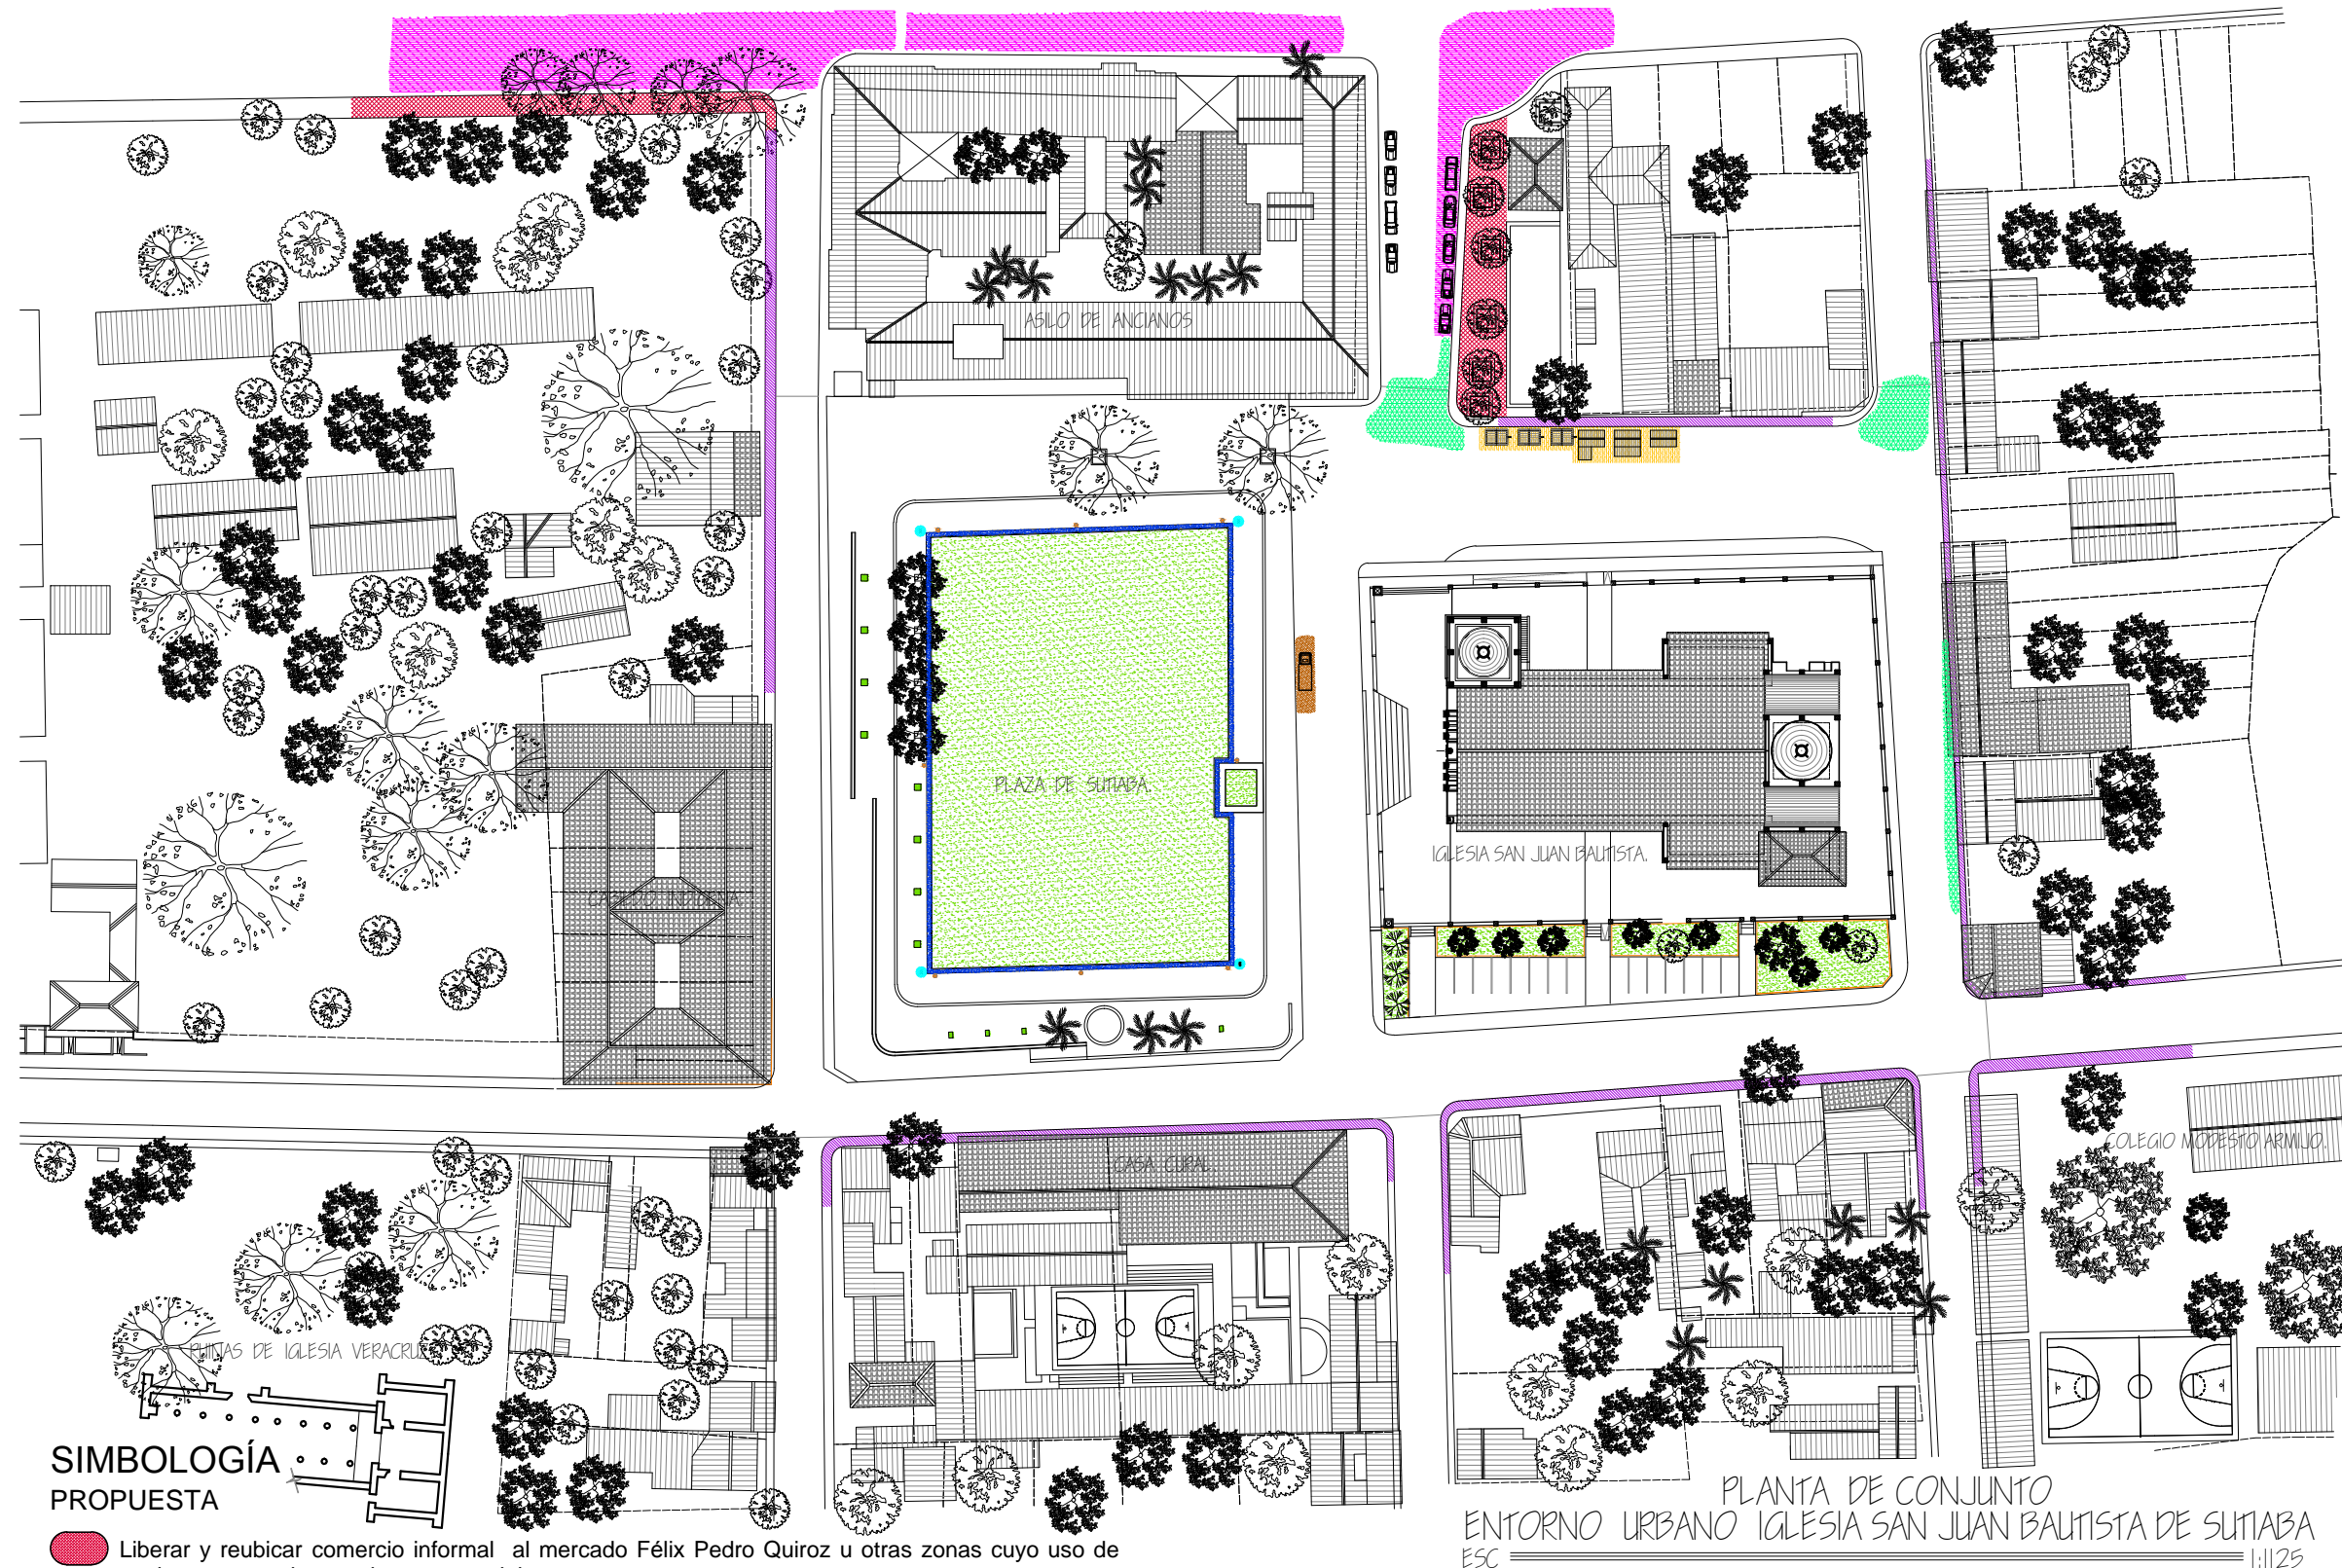 ASILO DE ANCIANOS
PLAZA DE SUTIABA.
IGLESIA SAN JUAN BAUTISTA.
CABILDO INDIGENA
CASA CURAL
COLEGIO MODESTO ARMIJO.
RUINAS DE IGLESIA VERACRUZ
SIMBOLOGÍA
PROPUESTA
Liberar y reubicar comercio informal al mercado Félix Pedro Quiroz u otras zonas cuyo uso de
PLANTA DE CONJUNTO
ENTORNO URBANO IGLESIA SAN JUAN BAUTISTA DE SUTIABA
ESC 1:1125